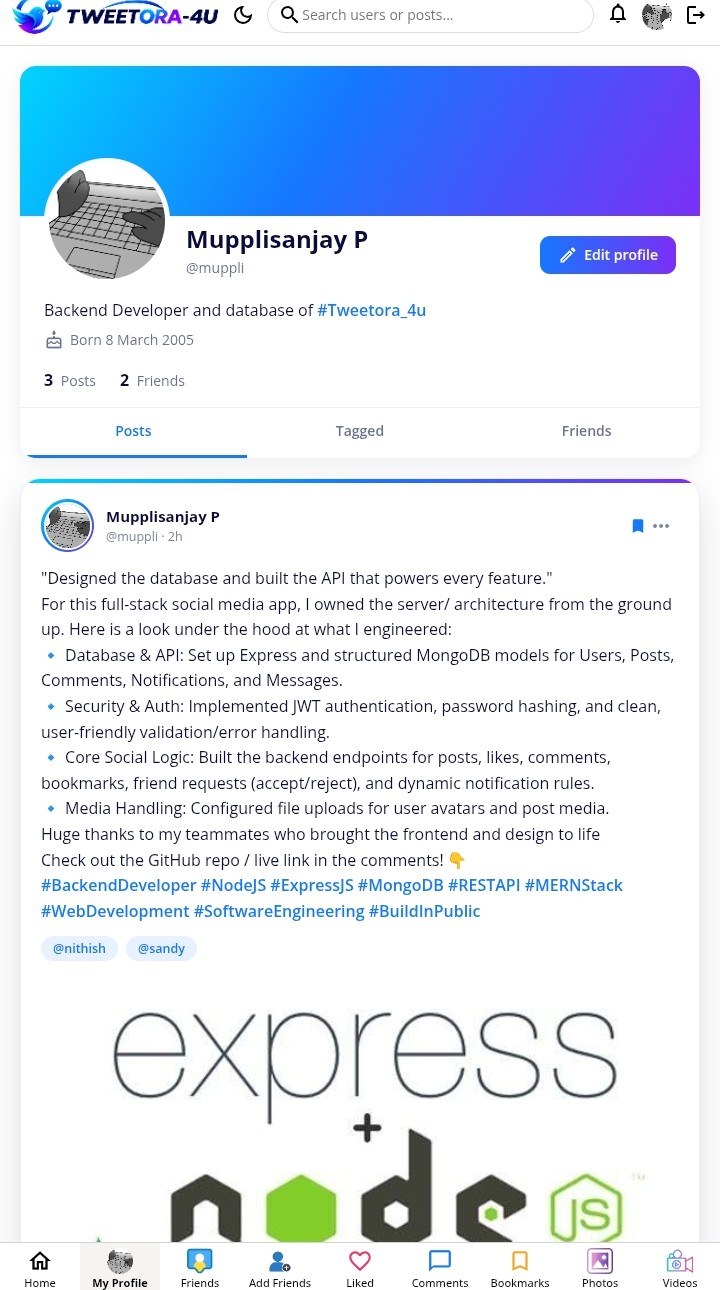 TWEETORA-4U
Search users or posts...
Mupplisanjay P
@muppli
Edit profile
Backend Developer and database of #Tweetora_4u
Born 8 March 2005
3 Posts 2 Friends
Posts Tagged Friends
Mupplisanjay P
@muppli · 2h
"Designed the database and built the API that powers every feature."
For this full-stack social media app, I owned the server/ architecture from the ground
up. Here is a look under the hood at what I engineered:
🔹 Database & API: Set up Express and structured MongoDB models for Users, Posts,
Comments, Notifications, and Messages.
🔹 Security & Auth: Implemented JWT authentication, password hashing, and clean,
user-friendly validation/error handling.
🔹 Core Social Logic: Built the backend endpoints for posts, likes, comments,
bookmarks, friend requests (accept/reject), and dynamic notification rules.
🔹 Media Handling: Configured file uploads for user avatars and post media.
Huge thanks to my teammates who brought the frontend and design to life
Check out the GitHub repo / live link in the comments! 👇
#BackendDeveloper #NodeJS #ExpressJS #MongoDB #RESTAPI #MERNStack
#WebDevelopment #SoftwareEngineering #BuildInPublic
@nithish @sandy
express
+
node JS ™
Home My Profile Friends Add Friends Liked Comments Bookmarks Photos Videos